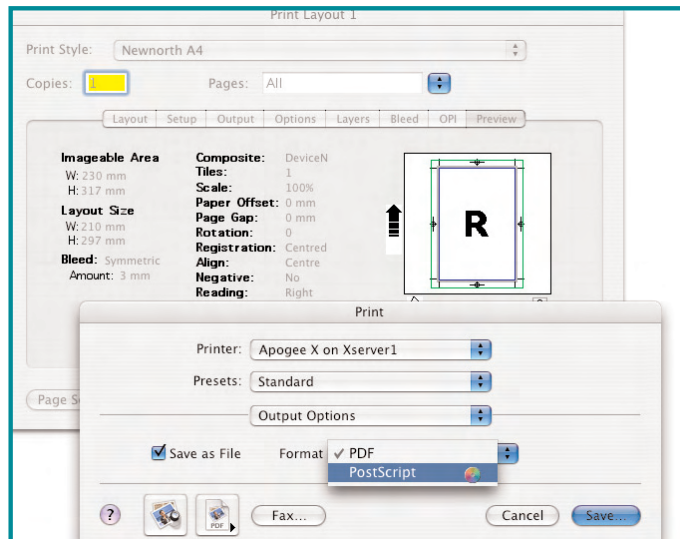 Print Layout 1
Print Style: Newnorth A4
Copies: 1 Pages: All
Layout Setup Output Options Layers Bleed OPI Preview
Imageable Area
W: 230 mm
H: 317 mm
Layout Size
W: 210 mm
H: 297 mm
Bleed: Symmetric
Amount: 3 mm
Composite: DeviceN
Tiles: 1
Scale: 100%
Paper Offset: 0 mm
Page Gap: 0 mm
Rotation: 0
Registration: Centred
Align: Centre
Negative: No
Reading: Right
R
Page S
Print
Printer: Apogee X on Xserver1
Presets: Standard
Output Options
Save as File Format ✓ PDF
PostScript
? PDF Fax... Cancel Save...